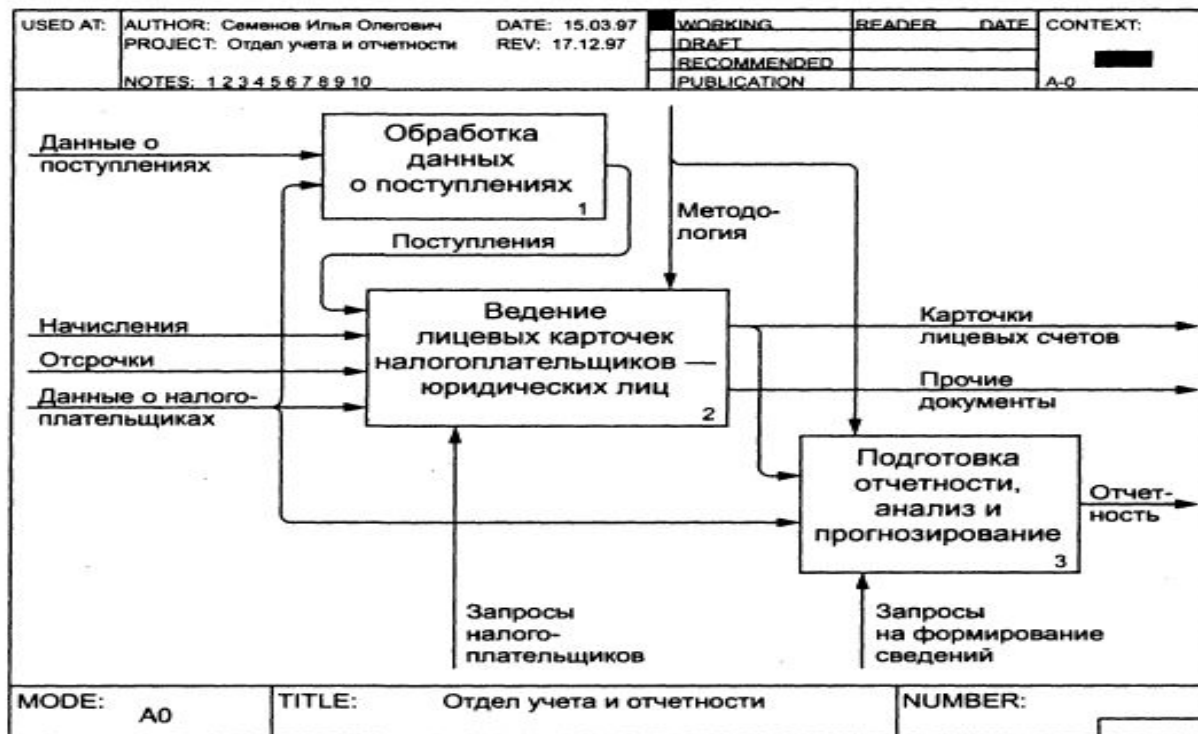 USED AT: AUTHOR: Семенов Илья Олегович DATE: 15.03.97 WORKING READER DATE CONTEXT:
PROJECT: Отдел учета и отчетности REV: 17.12.97 DRAFT
RECOMMENDED
NOTES: 1 2 3 4 5 6 7 8 9 10 PUBLICATION A-0
Данные о
поступлениях
Обработка
данных
о поступлениях
1
Методо-
логия
Поступления
Начисления
Отсрочки
Данные о налого-
плательщиках
Ведение
лицевых карточек
налогоплательщиков —
юридических лиц
2
Карточки
лицевых счетов
Прочие
документы
Подготовка
отчетности,
анализ и
прогнозирование
3
Отчет-
ность
Запросы
налого-
плательщиков
Запросы
на формирование
сведений
MODE: A0 TITLE: Отдел учета и отчетности NUMBER: